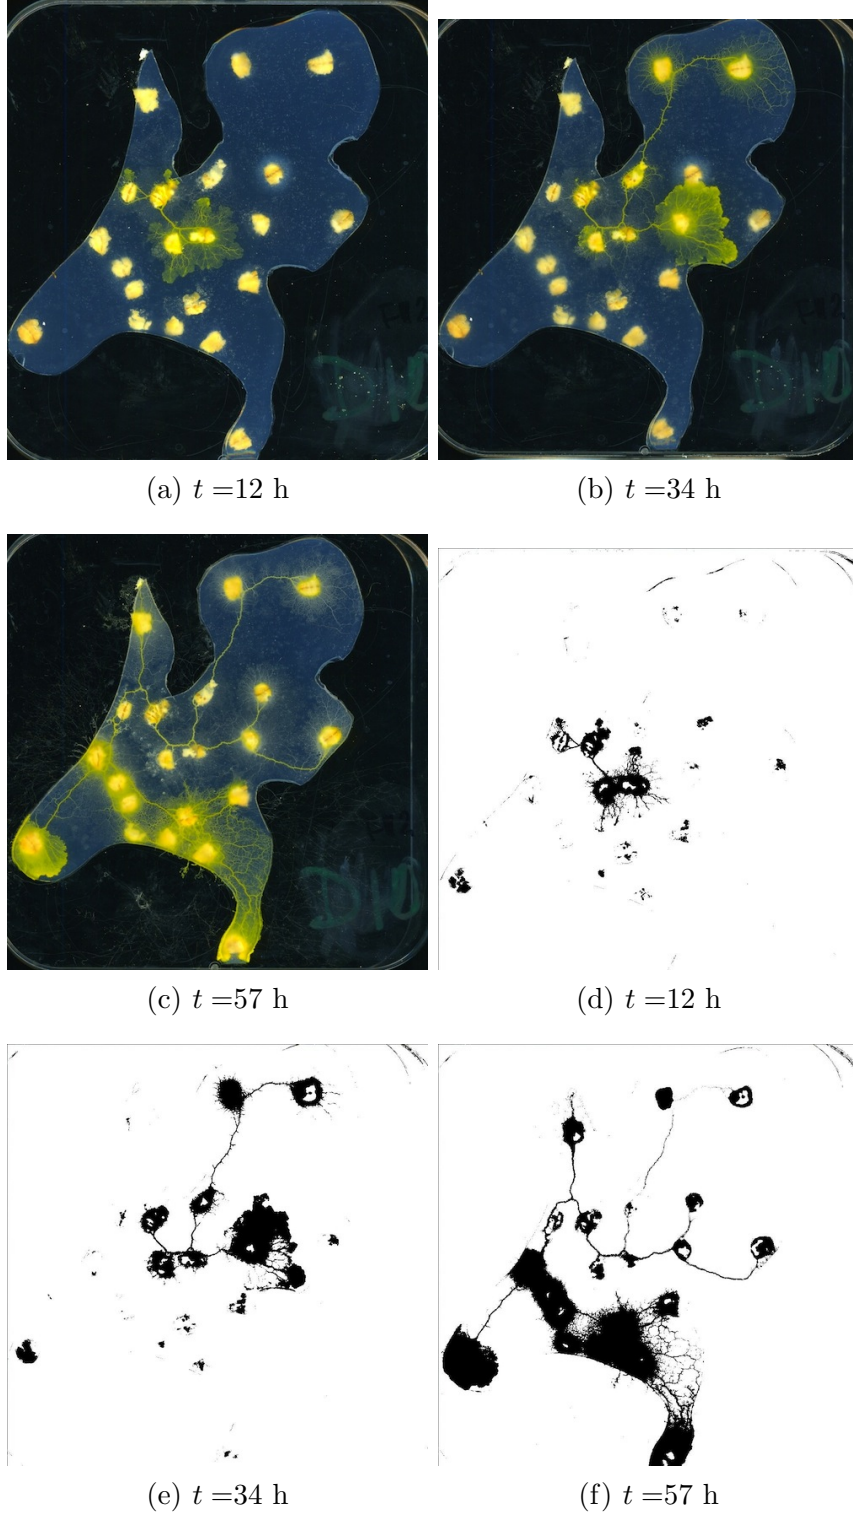 (a) t =12 h
(b) t =34 h
(c) t =57 h
(d) t =12 h
(e) t =34 h
(f) t =57 h